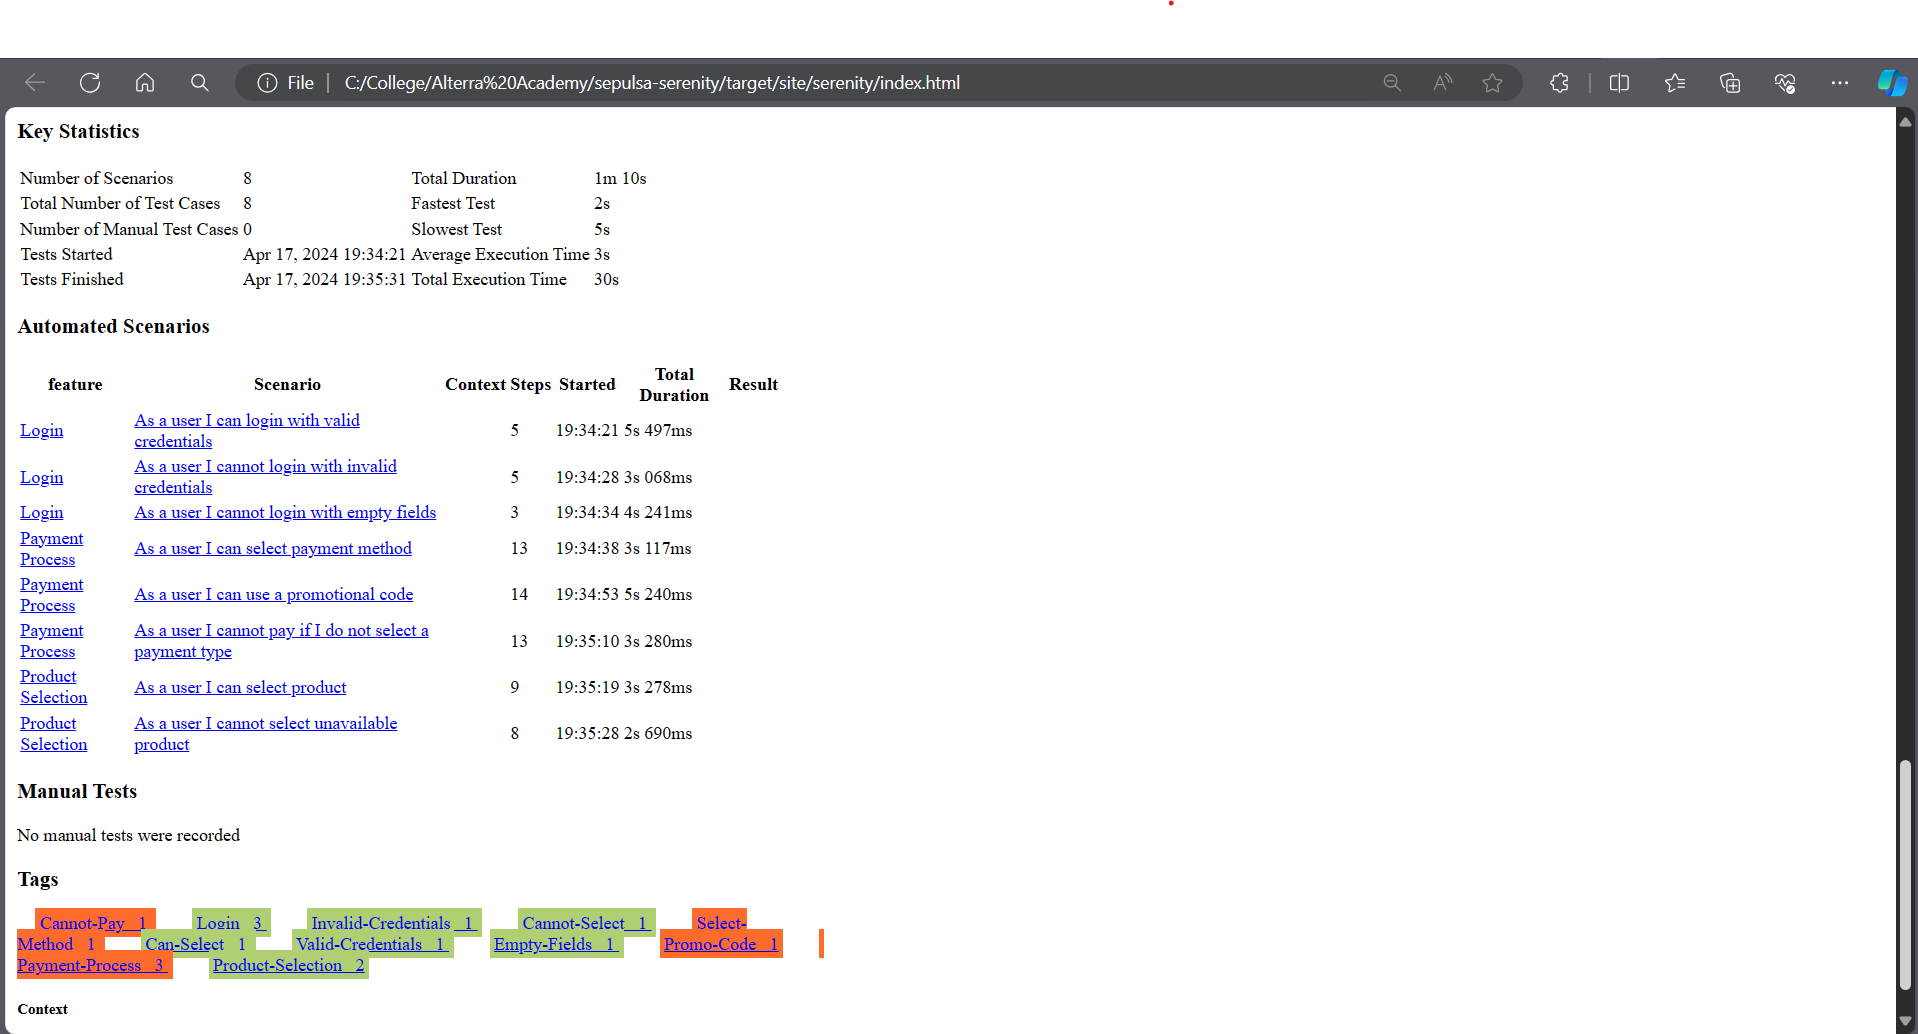 File | C:/College/Alterra%20Academy/sepulsa-serenity/target/site/serenity/index.html
Key Statistics
Number of Scenarios 8 Total Duration 1m 10s
Total Number of Test Cases 8 Fastest Test 2s
Number of Manual Test Cases 0 Slowest Test 5s
Tests Started Apr 17, 2024 19:34:21 Average Execution Time 3s
Tests Finished Apr 17, 2024 19:35:31 Total Execution Time 30s
Automated Scenarios
feature Scenario Context Steps Started Total Duration Result
Login As a user I can login with valid credentials 5 19:34:21 5s 497ms
Login As a user I cannot login with invalid credentials 5 19:34:28 3s 068ms
Login As a user I cannot login with empty fields 3 19:34:34 4s 241ms
Payment Process As a user I can select payment method 13 19:34:38 3s 117ms
Payment Process As a user I can use a promotional code 14 19:34:53 5s 240ms
Payment Process As a user I cannot pay if I do not select a payment type 13 19:35:10 3s 280ms
Product Selection As a user I can select product 9 19:35:19 3s 278ms
Product Selection As a user I cannot select unavailable product 8 19:35:28 2s 690ms
Manual Tests
No manual tests were recorded
Tags
Cannot-Pay 1 Login 3 Invalid-Credentials 1 Cannot-Select 1 Select-
Method 1 Can-Select 1 Valid-Credentials 1 Empty-Fields 1 Promo-Code 1
Payment-Process 3 Product-Selection 2
Context